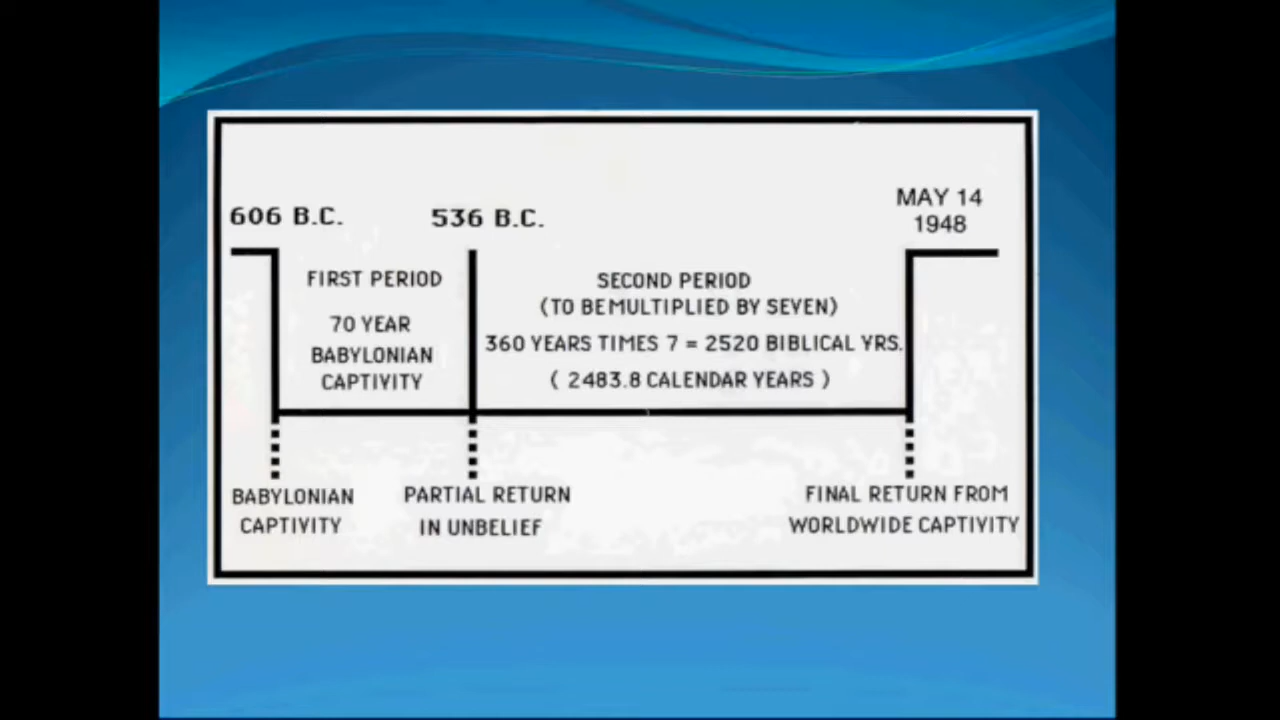 606 B.C.
536 B.C.
MAY 14
1948
FIRST PERIOD
70 YEAR
BABYLONIAN
CAPTIVITY
SECOND PERIOD
(TO BE MULTIPLIED BY SEVEN)
360 YEARS TIMES 7 = 2520 BIBLICAL YRS.
( 2483.8 CALENDAR YEARS )
BABYLONIAN
CAPTIVITY
PARTIAL RETURN
IN UNBELIEF
FINAL RETURN FROM
WORLDWIDE CAPTIVITY